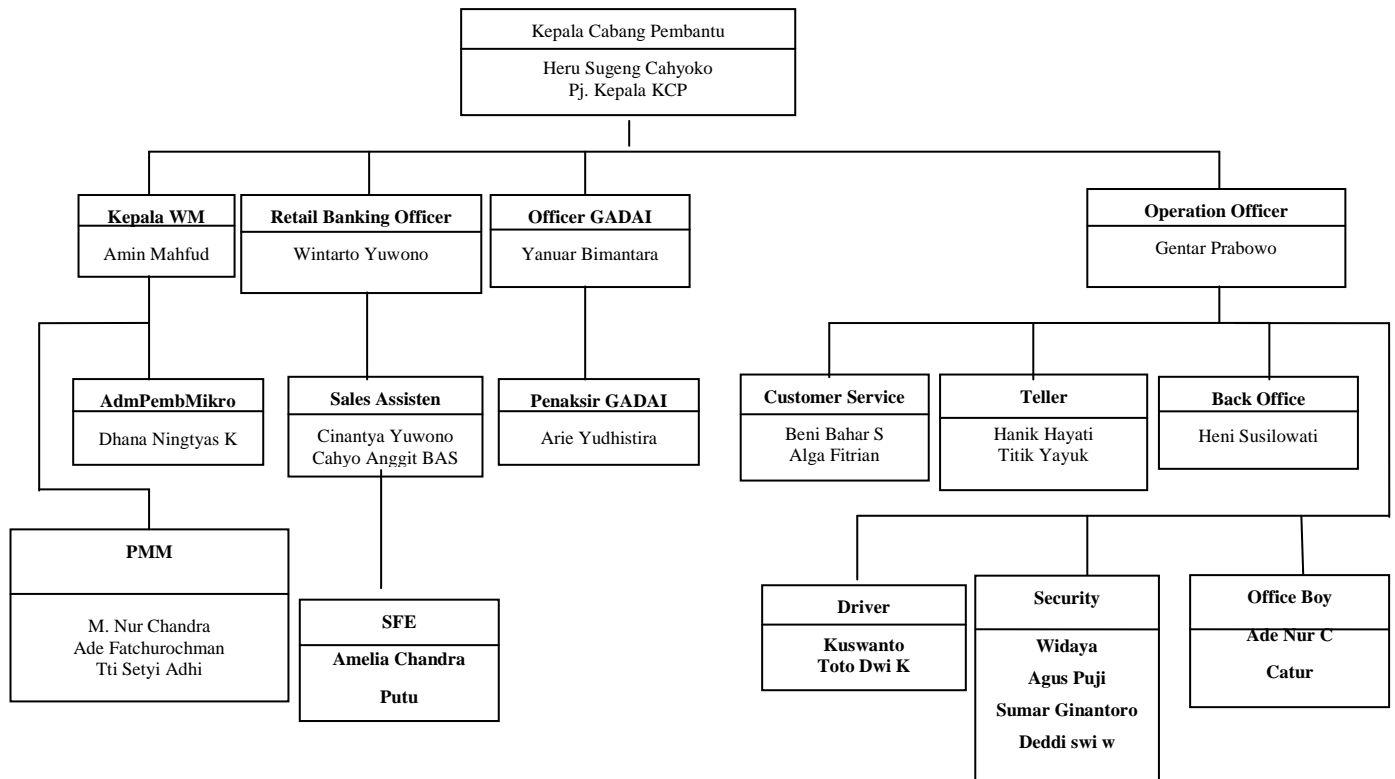 Kepala Cabang Pembantu
Heru Sugeng Cahyoko
Pj. Kepala KCP
Kepala WM
Amin Mahfud
Retail Banking Officer
Wintarto Yuwono
Officer GADAI
Yanuar Bimantara
Operation Officer
Gentar Prabowo
AdmPembMikro
Dhana Ningtyas K
Sales Assisten
Cinantya Yuwono
Cahyo Anggit BAS
Penaksir GADAI
Arie Yudhistira
Customer Service
Beni Bahar S
Alga Fitrian
Teller
Hanik Hayati
Titik Yayuk
Back Office
Heni Susilowati
PMM
M. Nur Chandra
Ade Fatchurochman
Tti Setyi Adhi
SFE
Amelia Chandra
Putu
Driver
Kuswanto
Toto Dwi K
Security
Widaya
Agus Puji
Sumar Ginantoro
Deddi swi w
Office Boy
Ade Nur C
Catur